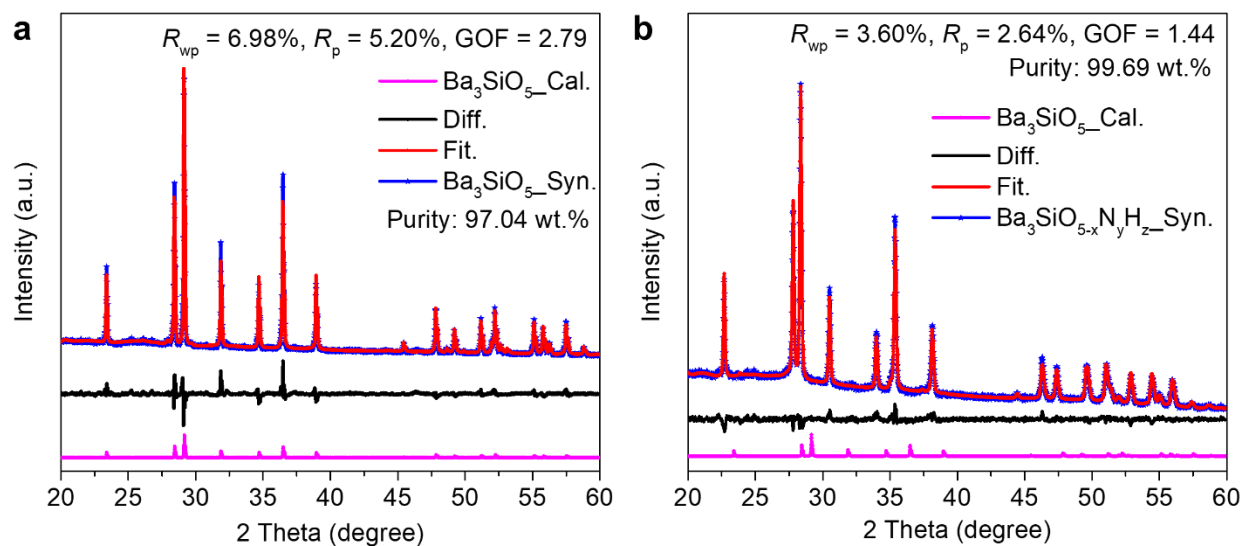 a
R_wp = 6.98%, R_p = 5.20%, GOF = 2.79
Ba₃SiO₅_Cal.
Diff.
Fit.
Ba₃SiO₅_Syn.
Purity: 97.04 wt.%
Intensity (a.u.)
20 25 30 35 40 45 50 55 60
2 Theta (degree)
b
R_wp = 3.60%, R_p = 2.64%, GOF = 1.44
Purity: 99.69 wt.%
Ba₃SiO₅_Cal.
Diff.
Fit.
Ba₃SiO₅₋ₓN_yH_z_Syn.
Intensity (a.u.)
20 25 30 35 40 45 50 55 60
2 Theta (degree)